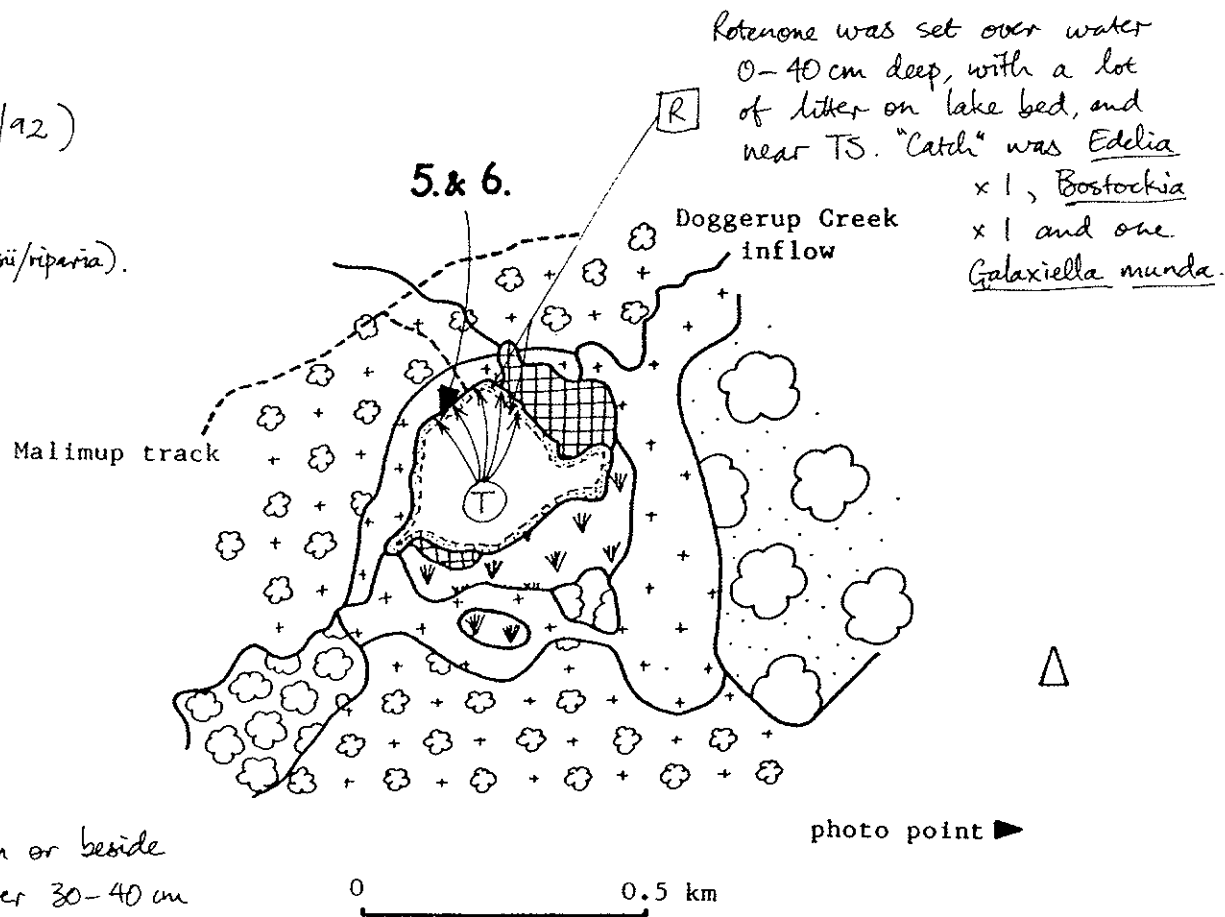 Rotenone was set over water
0-40 cm deep, with a lot
of litter on lake bed, and
near TS. "Catch" was Edelia
x 1, Bostockia
x 1 and one
Galaxiella munda.
/92)
R
5.& 6.
/riparia).
Doggerup Creek
inflow
Malimup track
T
photo point
or beside
30-40 cm
0 0.5 km